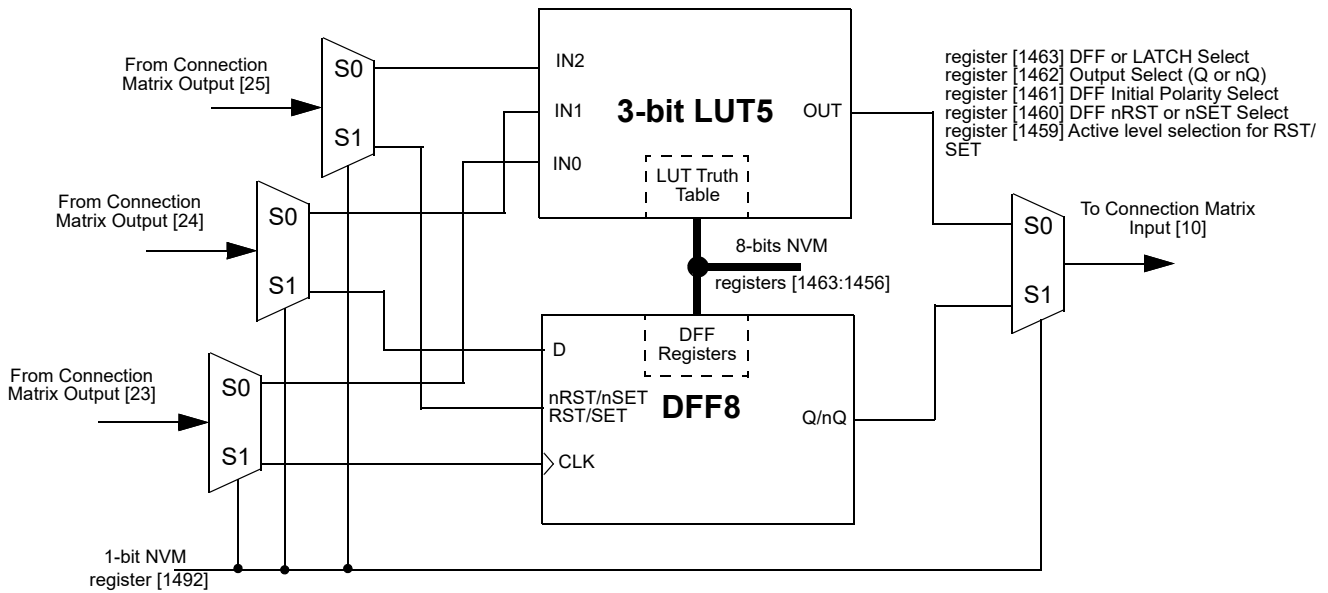 From Connection
Matrix Output [25]
S0
S1
IN2
IN1
IN0
3-bit LUT5
OUT
LUT Truth
Table
register [1463] DFF or LATCH Select
register [1462] Output Select (Q or nQ)
register [1461] DFF Initial Polarity Select
register [1460] DFF nRST or nSET Select
register [1459] Active level selection for RST/
SET
From Connection
Matrix Output [24]
S0
S1
8-bits NVM
registers [1463:1456]
S0
S1
To Connection Matrix
Input [10]
From Connection
Matrix Output [23]
S0
S1
D
nRST/nSET
RST/SET
CLK
DFF
Registers
DFF8
Q/nQ
1-bit NVM
register [1492]